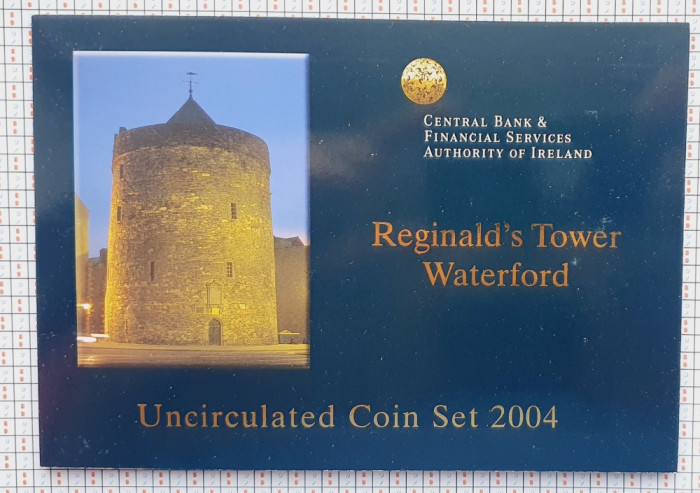 CENTRAL BANK &
FINANCIAL SERVICES
AUTHORITY OF IRELAND
Reginald's Tower
Waterford
Uncirculated Coin Set 2004